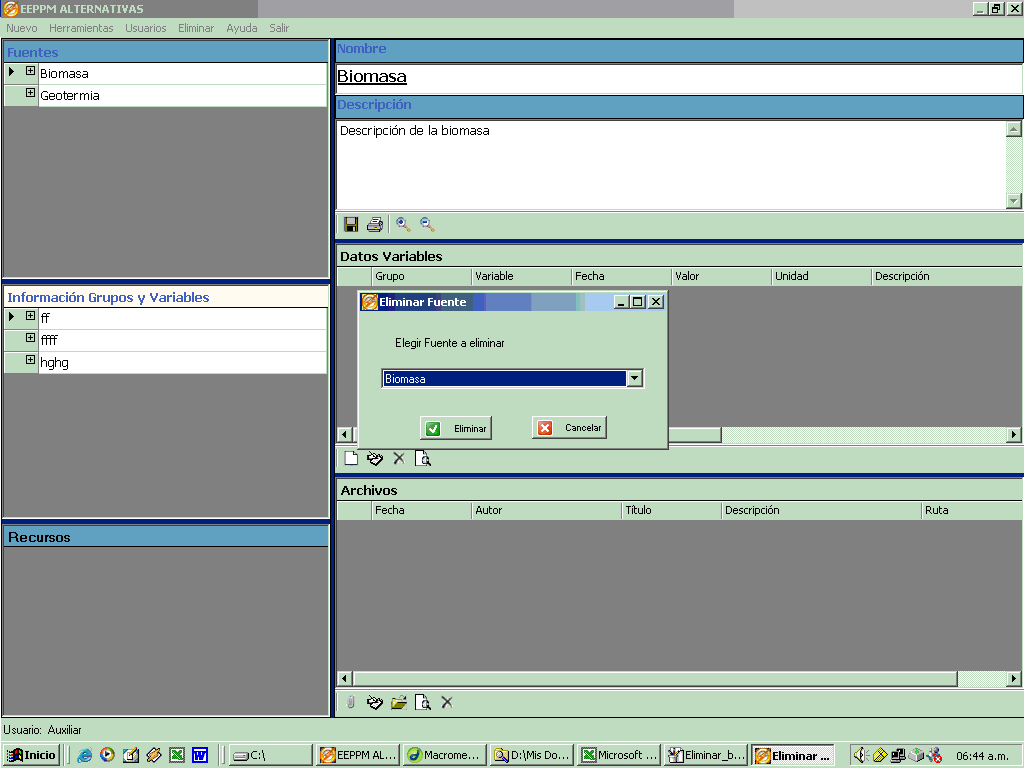 EEPPM ALTERNATIVAS
Nuevo Herramientas Usuarios Eliminar Ayuda Salir
Fuentes
Biomasa
Geotermia
Información Grupos y Variables
ff
ffff
hghg
Recursos
Nombre
Biomasa
Descripción
Descripción de la biomasa
Datos Variables
Grupo Variable Fecha Valor Unidad Descripción
Eliminar Fuente
Elegir Fuente a eliminar
Biomasa
Eliminar Cancelar
Archivos
Fecha Autor Título Descripción Ruta
Usuario: Auxiliar
Inicio C:\ EEPPM AL... Macrome... D:\Mis Do... Microsoft ... Eliminar_b... Eliminar ... 06:44 a.m.